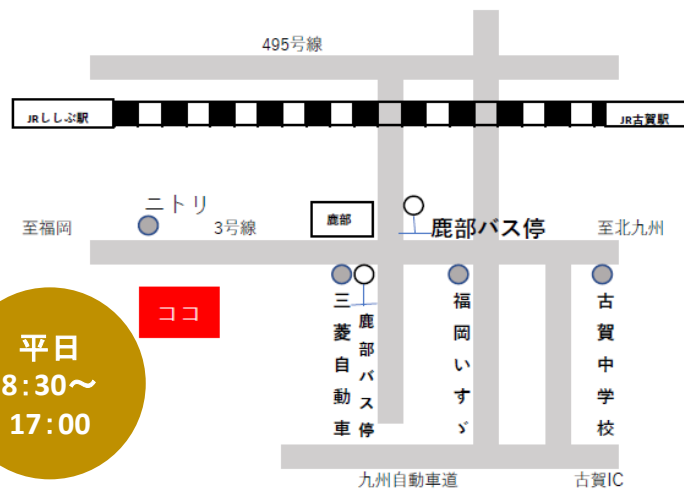 495号線
JRししぶ駅
JR古賀駅
ニトリ
至福岡
3号線
鹿部
鹿部バス停
至北九州
ココ
三菱自動車
鹿部バス停
福岡いすゞ
古賀中学校
平日
8:30～
17:00
九州自動車道
古賀IC